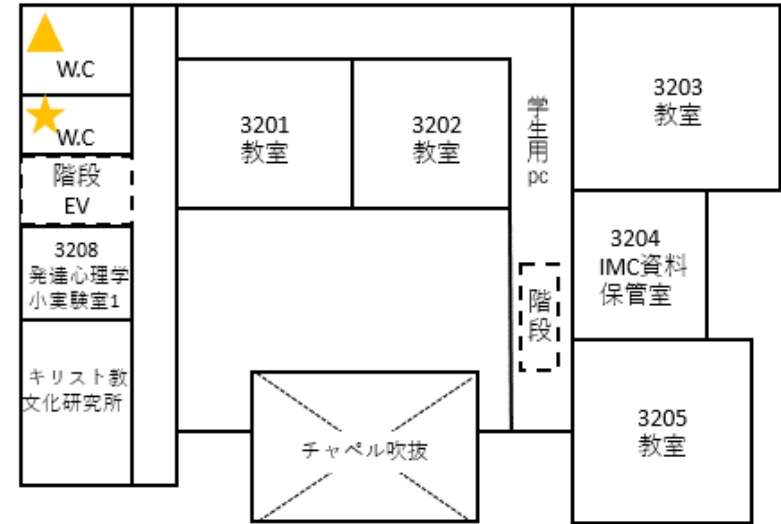 W.C
W.C
階段
EV
3208
発達心理学
小実験室1
キリスト教
文化研究所
3201
教室
3202
教室
学生用pc
階段
チャペル吹抜
3203
教室
3204
IMC資料
保管室
3205
教室